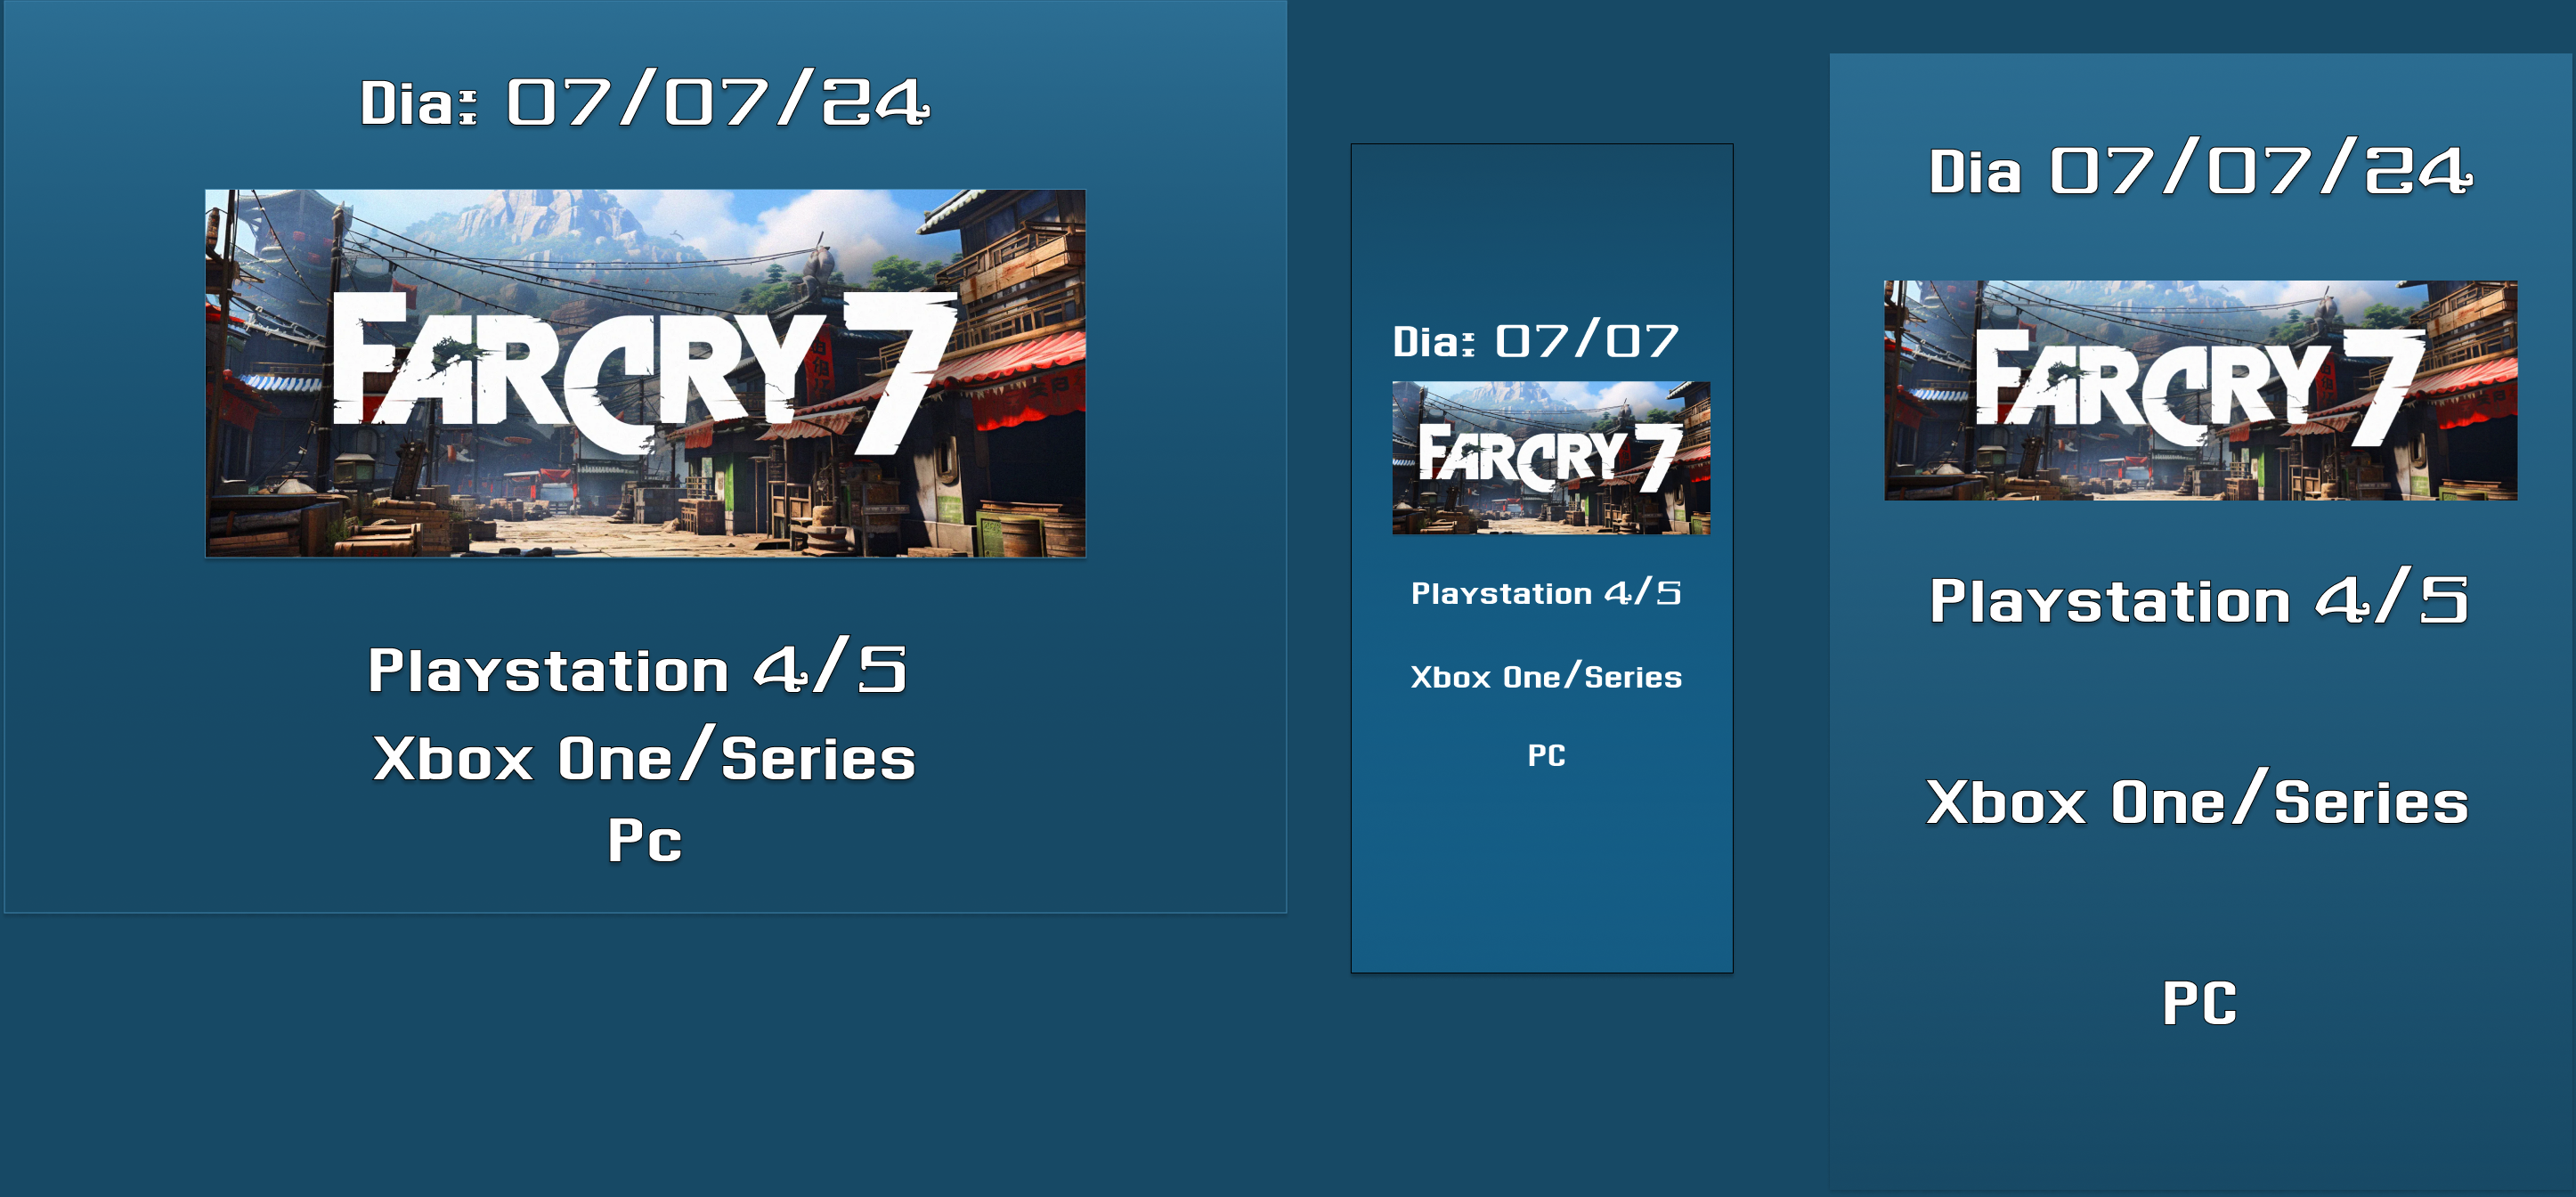 Dia: 07/07/24
FARCRY 7
Playstation 4/5
Xbox One/Series
Pc
Dia: 07/07
FARCRY 7
Playstation 4/5
Xbox One/Series
PC
Dia 07/07/24
FARCRY 7
Playstation 4/5
Xbox One/Series
PC